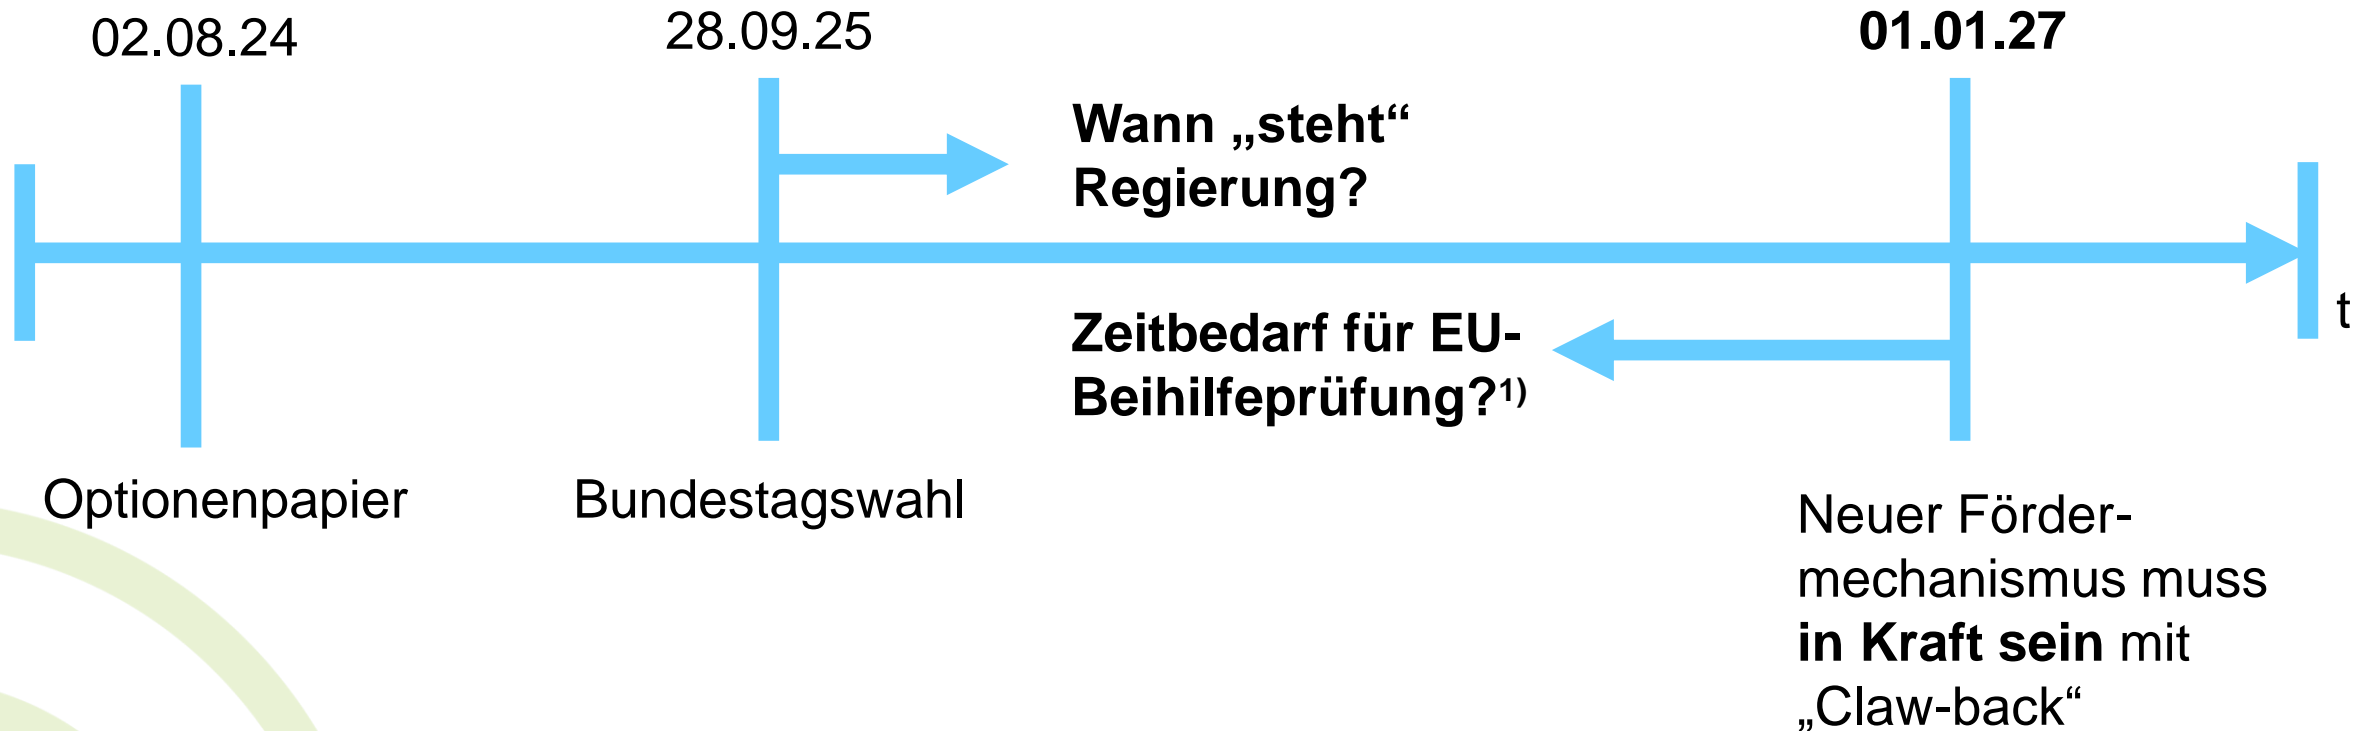 02.08.24
28.09.25
01.01.27
Wann „steht“
Regierung?
Zeitbedarf für EU-
Beihilfeprüfung?1)
t
Optionenpapier
Bundestagswahl
Neuer Förder-
mechanismus muss
in Kraft sein mit
„Claw-back“